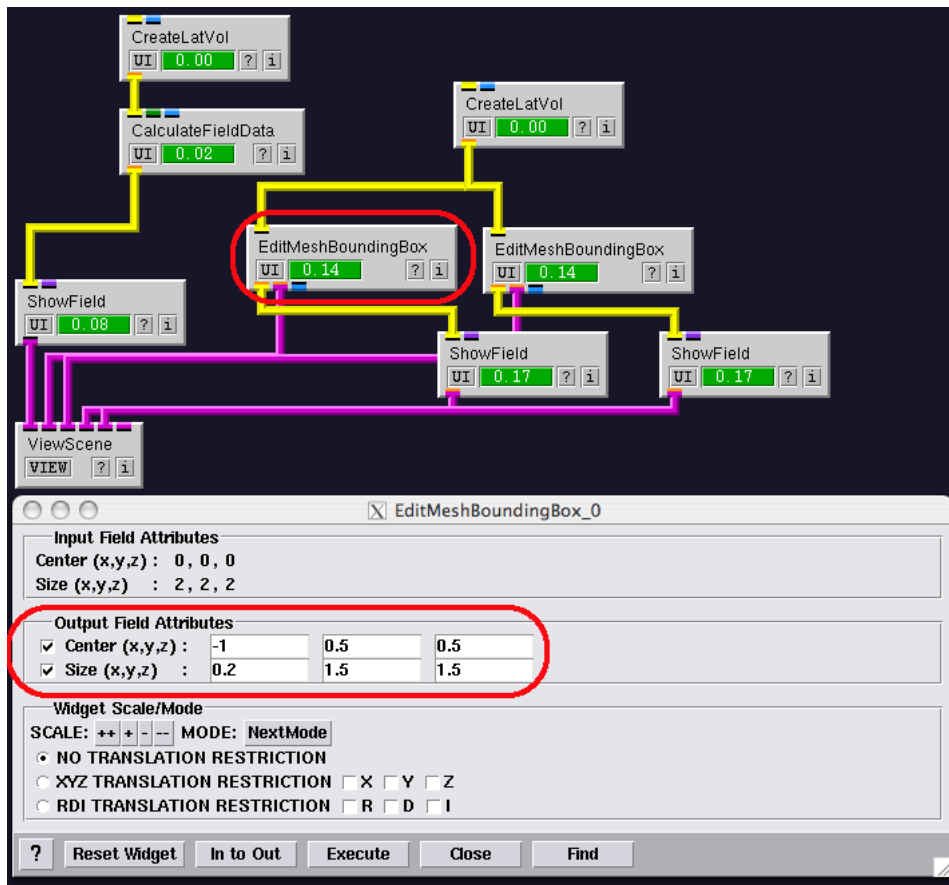 CreateLatVol
UI 0.00 ? i
CreateLatVol
UI 0.00 ? i
CalculateFieldData
UI 0.02 ? i
EditMeshBoundingBox
UI 0.14 ? i
EditMeshBoundingBox
UI 0.14 ? i
ShowField
UI 0.08 ? i
ShowField
UI 0.17 ? i
ShowField
UI 0.17 ? i
ViewScene
VIEW ? i
X EditMeshBoundingBox_0
Input Field Attributes
Center (x,y,z) : 0, 0, 0
Size (x,y,z) : 2, 2, 2
Output Field Attributes
Center (x,y,z) : -1 0.5 0.5
Size (x,y,z) : 0.2 1.5 1.5
Widget Scale/Mode
SCALE: ++ + - -- MODE: NextMode
NO TRANSLATION RESTRICTION
XYZ TRANSLATION RESTRICTION X Y Z
RDI TRANSLATION RESTRICTION R D I
? Reset Widget In to Out Execute Close Find